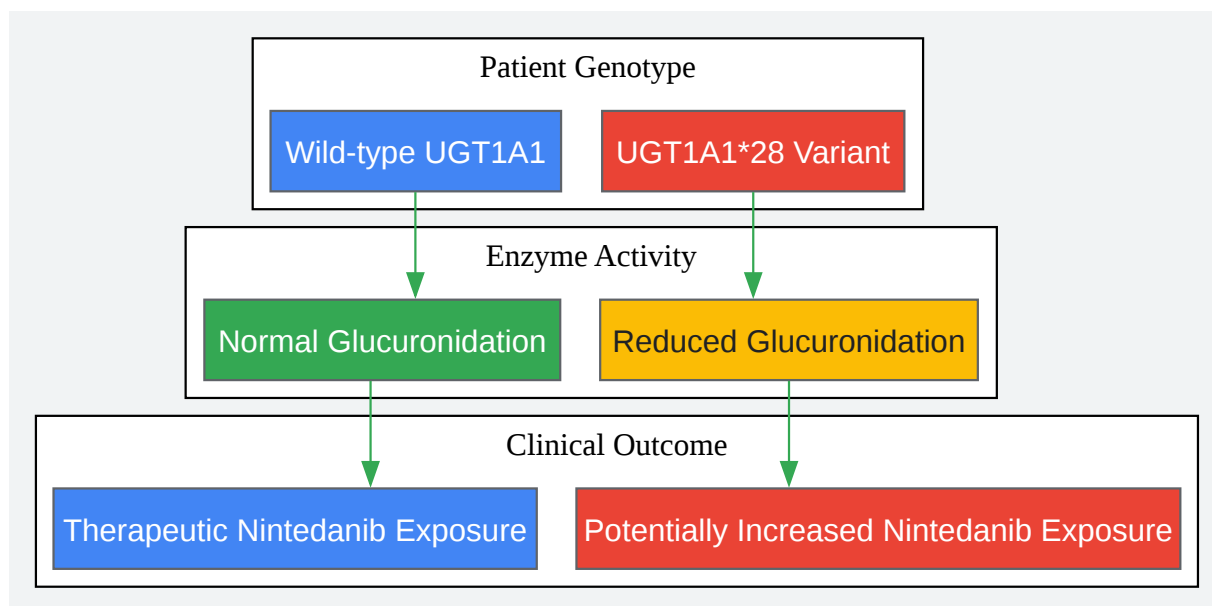 Patient Genotype
Wild-type UGT1A1
UGT1A1*28 Variant
Enzyme Activity
Normal Glucuronidation
Reduced Glucuronidation
Clinical Outcome
Therapeutic Nintedanib Exposure
Potentially Increased Nintedanib Exposure